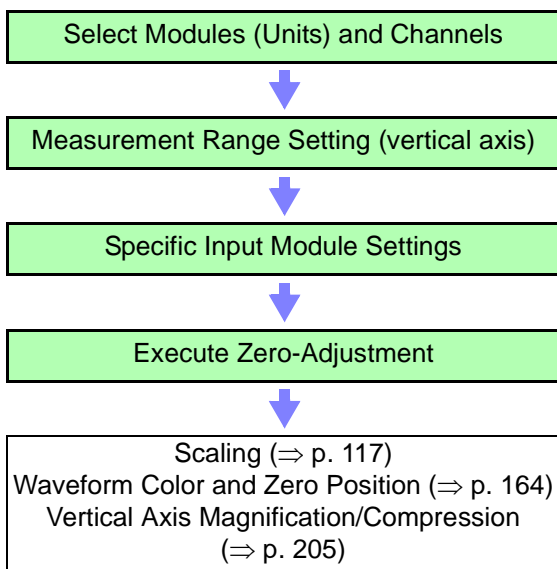 Select Modules (Units) and Channels
Measurement Range Setting (vertical axis)
Specific Input Module Settings
Execute Zero-Adjustment
Scaling (⇒ p. 117)
Waveform Color and Zero Position (⇒ p. 164)
Vertical Axis Magnification/Compression
(⇒ p. 205)